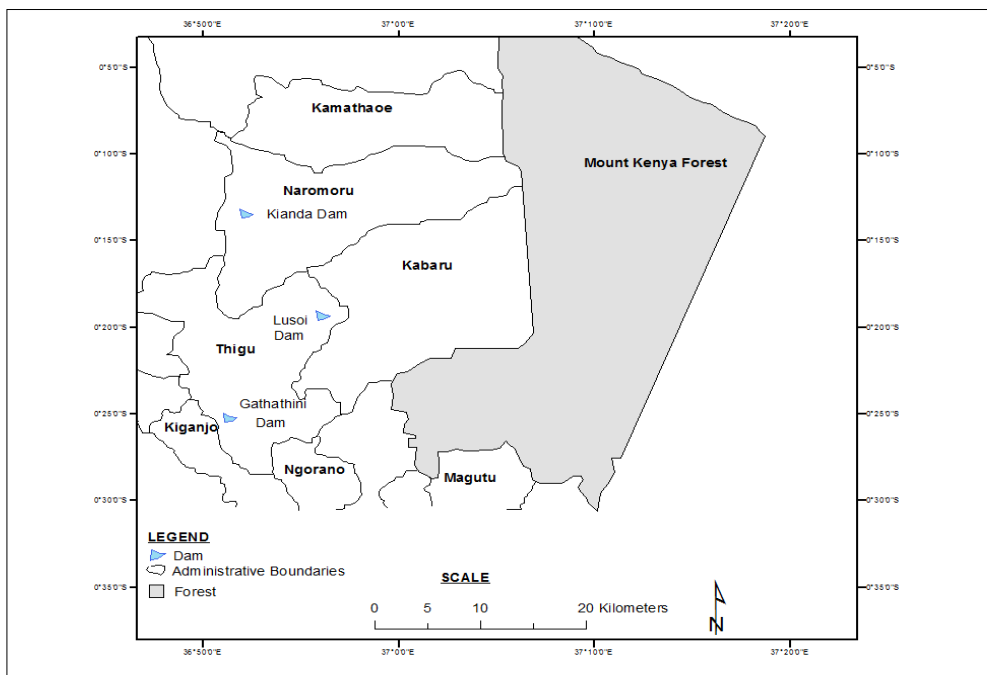 36°50'0"E 37°0'0"E 37°10'0"E 37°20'0"E
0°5'0"S 0°5'0"S
Kamathaoe
0°10'0"S 0°10'0"S
Mount Kenya Forest
Naromoru
Kianda Dam
0°15'0"S 0°15'0"S
Kabaru
Lusoi
Dam
0°20'0"S 0°20'0"S
Thigu
Gathathini
Dam
0°25'0"S 0°25'0"S
Kiganjo
Ngorano
Magutu
0°30'0"S 0°30'0"S
LEGEND
Dam
Administrative Boundaries
Forest
SCALE
0 5 10 20 Kilometers
0°35'0"S 0°35'0"S
N
36°50'0"E 37°0'0"E 37°10'0"E 37°20'0"E